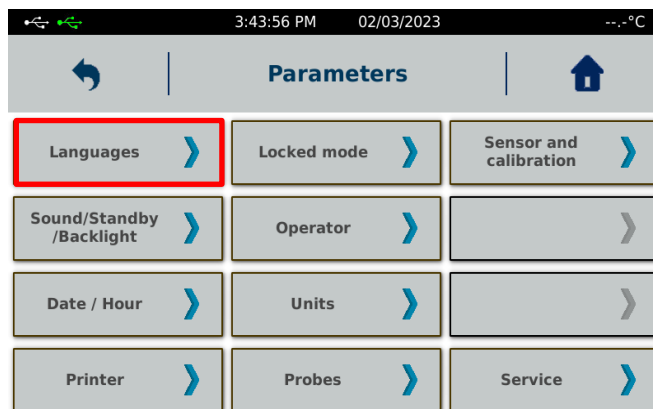 3:43:56 PM 02/03/2023 --.-°C
Parameters
Languages
Locked mode
Sensor and
calibration
Sound/Standby
/Backlight
Operator
Date / Hour
Units
Printer
Probes
Service